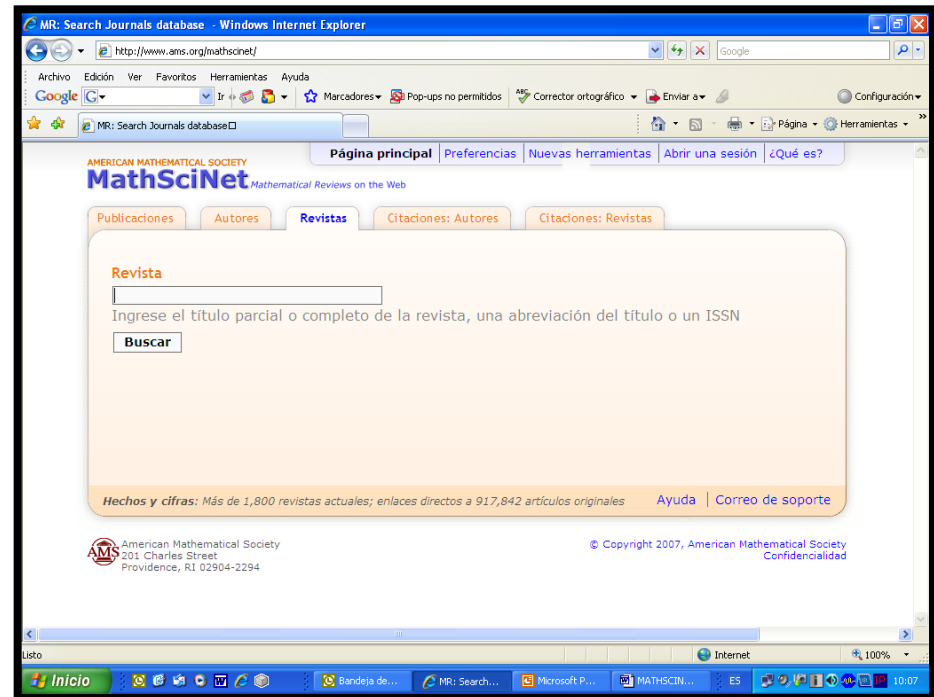 MR: Search Journals database - Windows Internet Explorer
http://www.ams.org/mathscinet/
Google
Archivo Edición Ver Favoritos Herramientas Ayuda
Google G Ir Marcadores Pop-ups no permitidos ABC Corrector ortográfico Enviar a Configuración
MR: Search Journals database Página Herramientas »
AMERICAN MATHEMATICAL SOCIETY
MathSciNet Mathematical Reviews on the Web
Página principal Preferencias Nuevas herramientas Abrir una sesión ¿Qué es?
Publicaciones Autores Revistas Citaciones: Autores Citaciones: Revistas
Revista
Ingrese el título parcial o completo de la revista, una abreviación del título o un ISSN
Buscar
Hechos y cifras: Más de 1,800 revistas actuales; enlaces directos a 917,842 artículos originales Ayuda Correo de soporte
AMS
American Mathematical Society
201 Charles Street
Providence, RI 02904-2294
© Copyright 2007, American Mathematical Society
Confidencialidad
Listo Internet 100%
Inicio Bandeja de... MR: Search... Microsoft P... MATHSCIN... ES 10:07